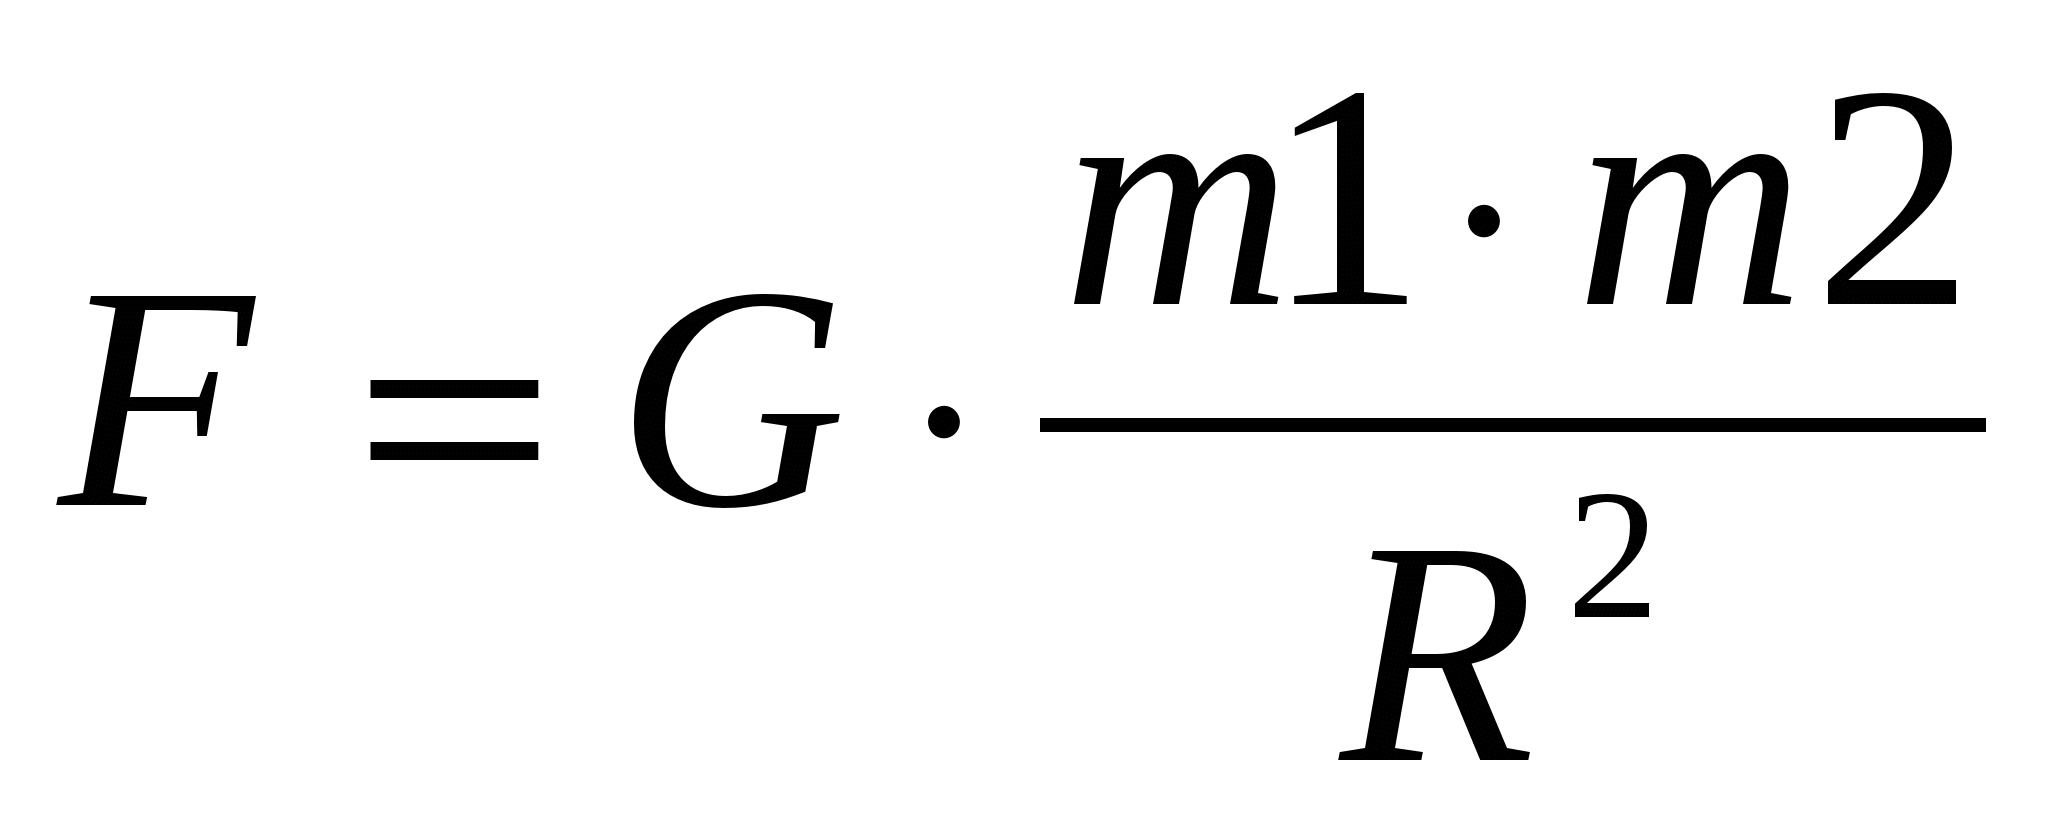 F = G · m1 · m2 / R²